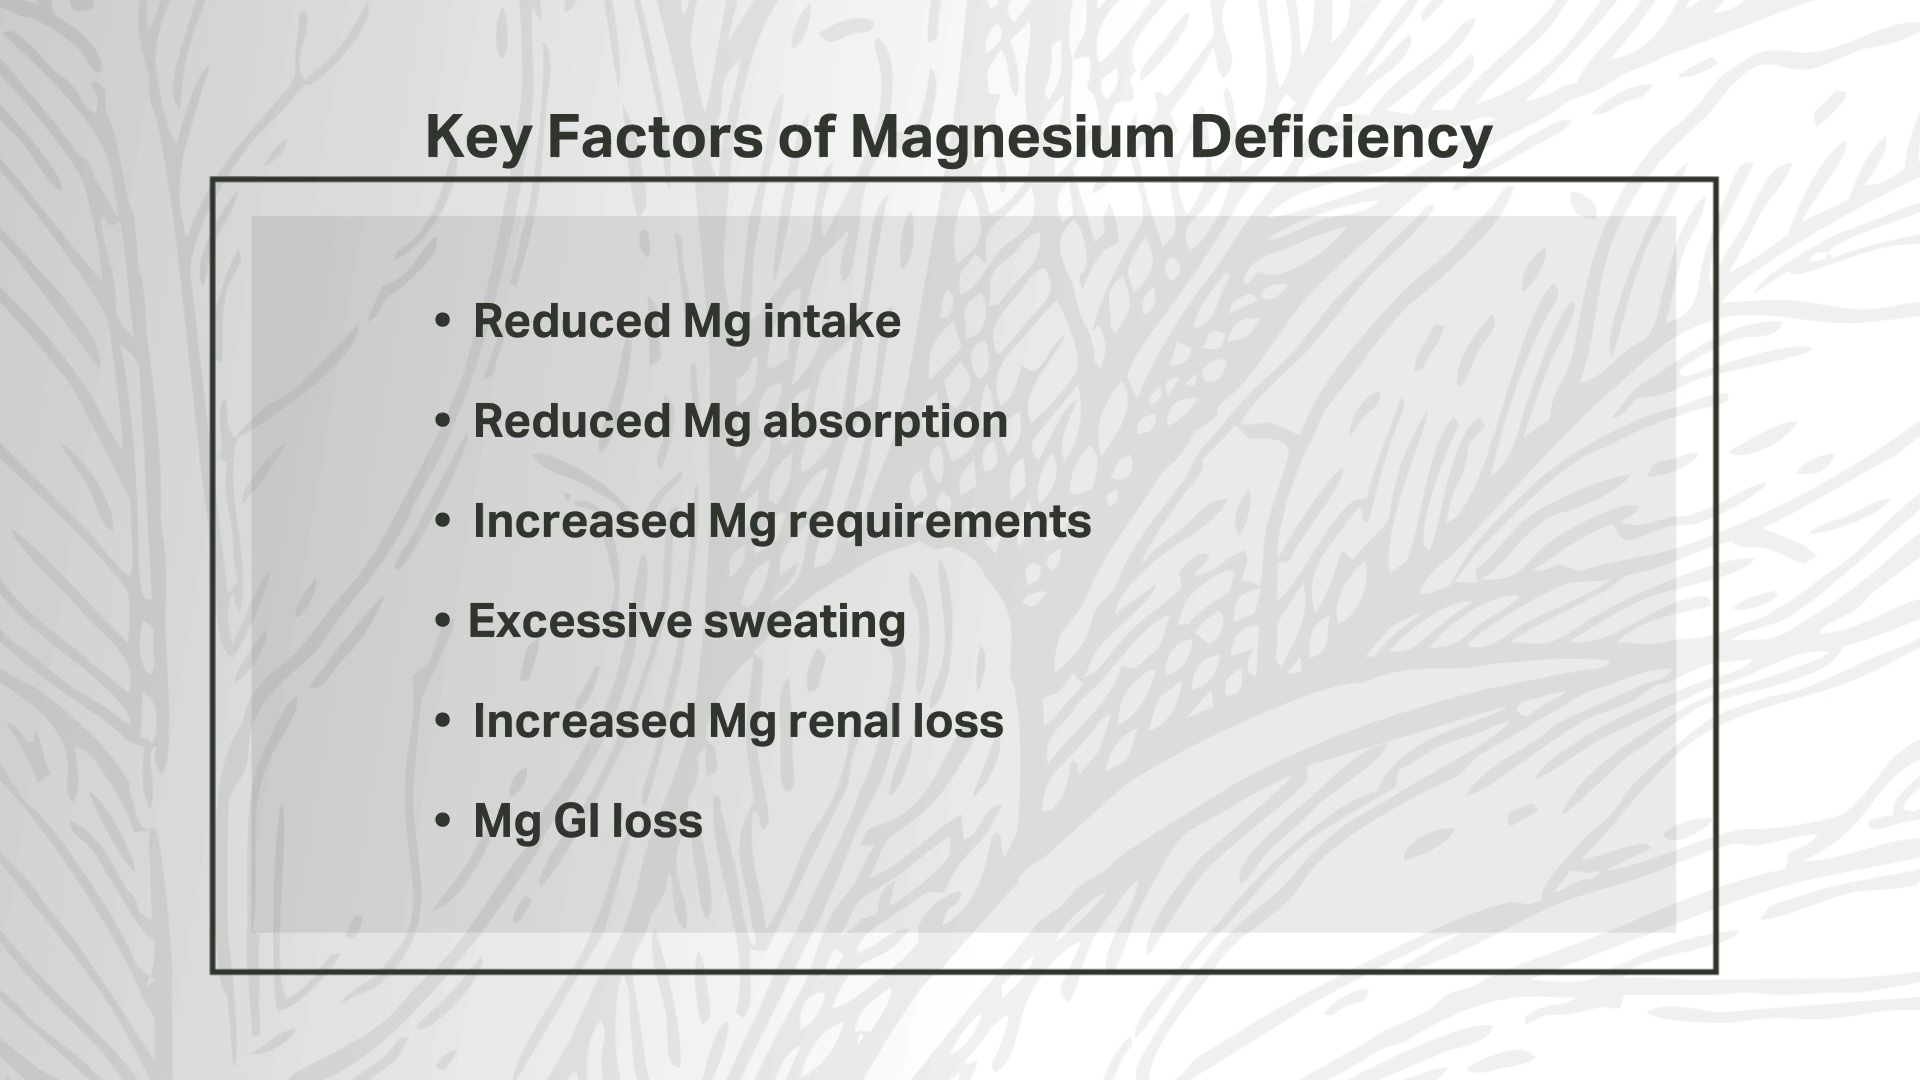 Key Factors of Magnesium Deficiency
• Reduced Mg intake
• Reduced Mg absorption
• Increased Mg requirements
• Excessive sweating
• Increased Mg renal loss
• Mg GI loss